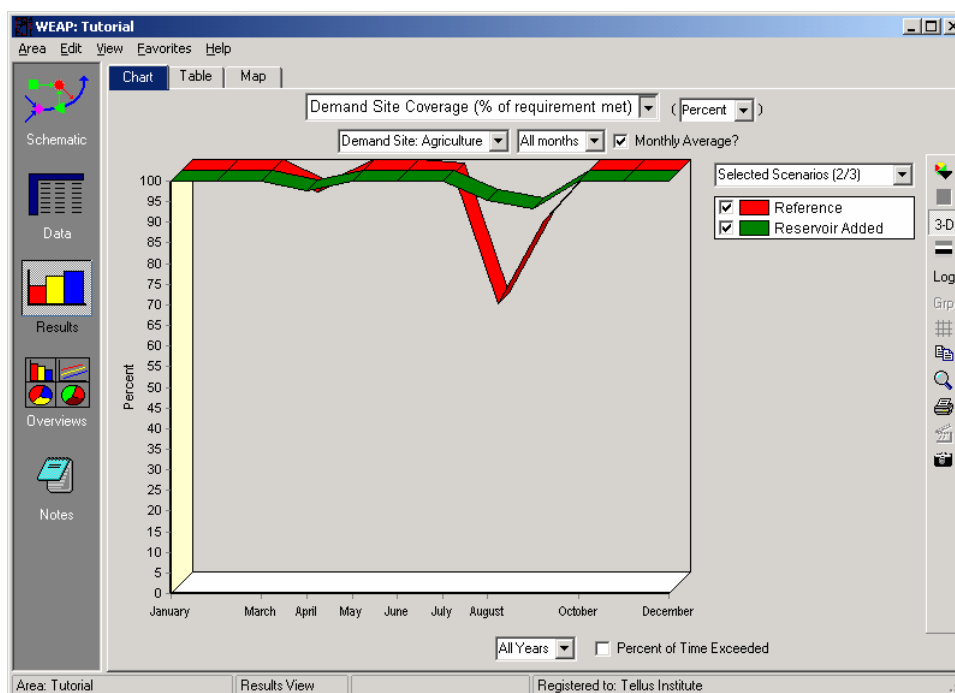 WEAP: Tutorial
Area Edit View Favorites Help
Schematic
Data
Results
Overviews
Notes
Chart Table Map
Demand Site Coverage (% of requirement met) ( Percent )
Demand Site: Agriculture All months Monthly Average?
Selected Scenarios (2/3)
Reference
Reservoir Added
3-D
Log
Grp
Percent
100
95
90
85
80
75
70
65
60
55
50
45
40
35
30
25
20
15
10
5
0
January March April May June July August October December
All Years Percent of Time Exceeded
Area: Tutorial Results View Registered to: Tellus Institute